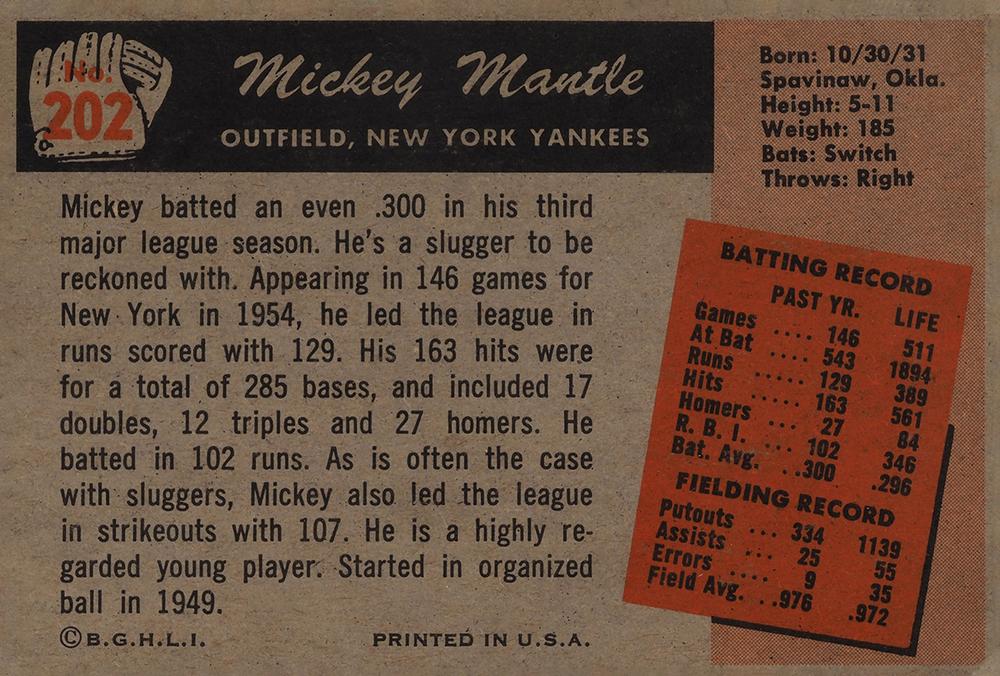 No.
202
Mickey Mantle
OUTFIELD, NEW YORK YANKEES
Born: 10/30/31
Spavinaw, Okla.
Height: 5-11
Weight: 185
Bats: Switch
Throws: Right
Mickey batted an even .300 in his third
major league season. He's a slugger to be
reckoned with. Appearing in 146 games for
New York in 1954, he led the league in
runs scored with 129. His 163 hits were
for a total of 285 bases, and included 17
doubles, 12 triples and 27 homers. He
batted in 102 runs. As is often the case
with sluggers, Mickey also led the league
in strikeouts with 107. He is a highly re-
garded young player. Started in organized
ball in 1949.
©B.G.H.L.I. PRINTED IN U.S.A.
BATTING RECORD
PAST YR. LIFE
Games .... 146 511
At Bat .... 543 1894
Runs ..... 129 389
Hits ..... 163 561
Homers .... 27 84
R. B. I. ... 102 346
Bat. Avg. ..300 .296
FIELDING RECORD
Putouts ... 334 1139
Assists ... 25 55
Errors .... 9 35
Field Avg. ..976 .972